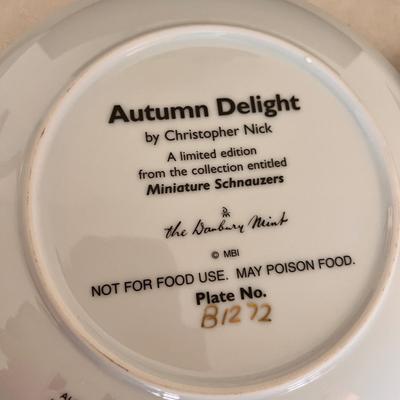 Autumn Delight
by Christopher Nick
A limited edition
from the collection entitled
Miniature Schnauzers
the Danbury Mint
© MBI
NOT FOR FOOD USE. MAY POISON FOOD.
Plate No.
B1272